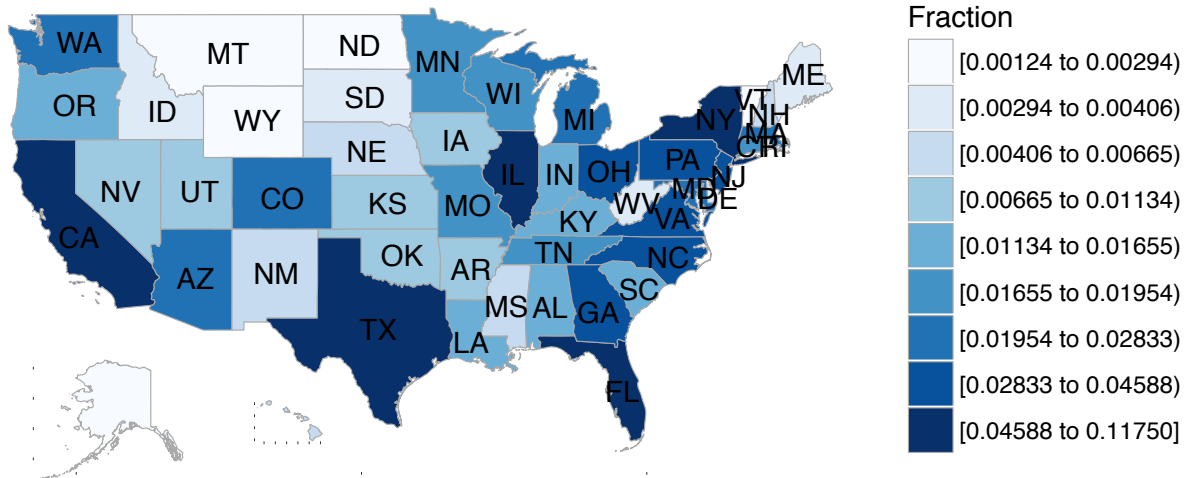 Fraction
[0.00124 to 0.00294)
[0.00294 to 0.00406)
[0.00406 to 0.00665)
[0.00665 to 0.01134)
[0.01134 to 0.01655)
[0.01655 to 0.01954)
[0.01954 to 0.02833)
[0.02833 to 0.04588)
[0.04588 to 0.11750]
WA
MT
ND
MN
ME
OR
ID
SD
WI
VT
NH
WY
MI
NY
MA
NE
IA
CT
RI
NV
UT
CO
KS
MO
IL
IN
OH
PA
NJ
MD
DE
WV
VA
CA
KY
AZ
NM
OK
AR
TN
NC
SC
TX
LA
MS
AL
GA
FL